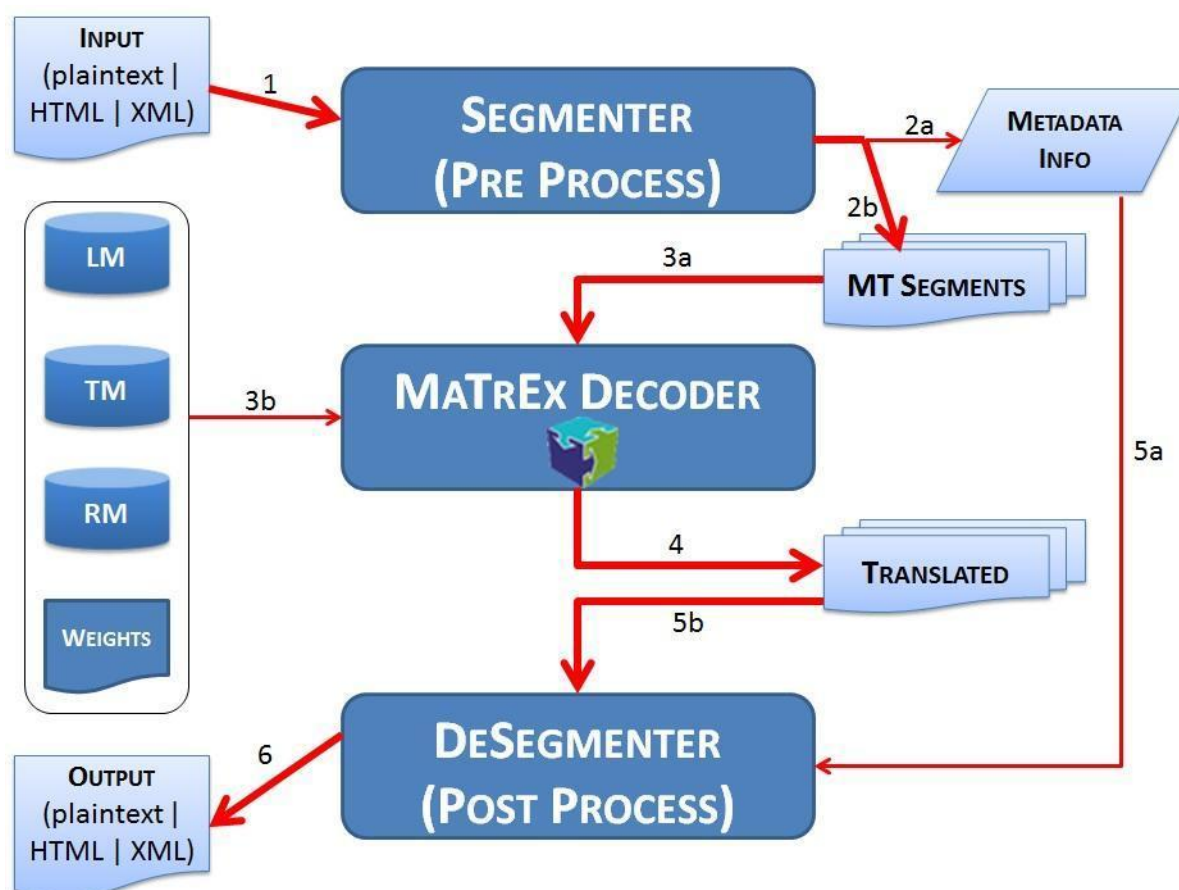 INPUT
(plaintext |
HTML | XML)
1
SEGMENTER
(PRE PROCESS)
2a
METADATA
INFO
2b
MT SEGMENTS
3a
LM
TM
RM
WEIGHTS
3b
MATREX DECODER
4
TRANSLATED
5a
5b
DESEGMENTER
(POST PROCESS)
6
OUTPUT
(plaintext |
HTML | XML)